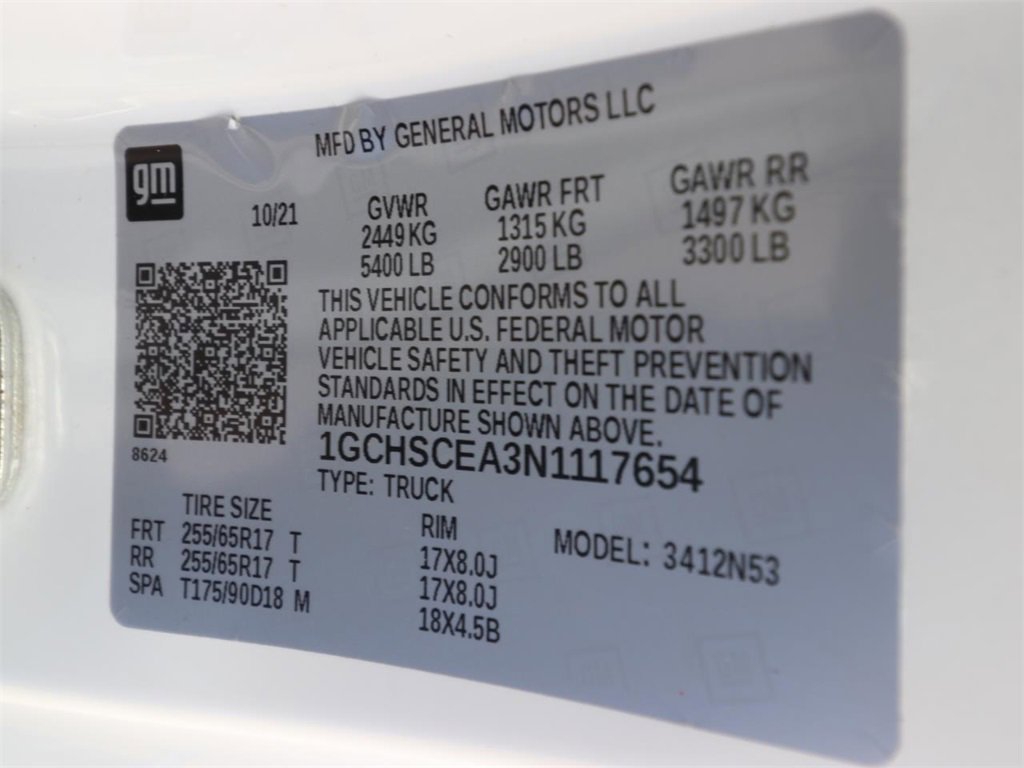 MFD BY GENERAL MOTORS LLC
gm
10/21
GVWR GAWR FRT GAWR RR
2449 KG 1315 KG 1497 KG
5400 LB 2900 LB 3300 LB
THIS VEHICLE CONFORMS TO ALL
APPLICABLE U.S. FEDERAL MOTOR
VEHICLE SAFETY AND THEFT PREVENTION
STANDARDS IN EFFECT ON THE DATE OF
MANUFACTURE SHOWN ABOVE.
8624
1GCHSCEA3N1117654
TYPE: TRUCK
TIRE SIZE RIM MODEL: 3412N53
FRT 255/65R17 T 17X8.0J
RR 255/65R17 T 17X8.0J
SPA T175/90D18 M 18X4.5B